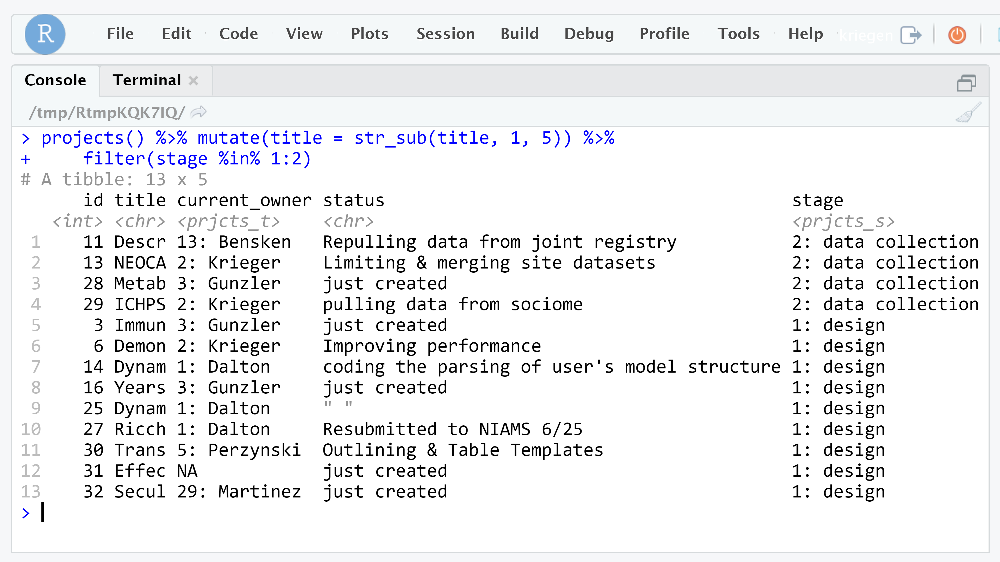 R File Edit Code View Plots Session Build Debug Profile Tools Help kriegen
Console Terminal ×
/tmp/RtmpKQK7IQ/
> projects() %>% mutate(title = str_sub(title, 1, 5)) %>%
+     filter(stage %in% 1:2)
# A tibble: 13 x 5
      id title current_owner status                                       stage
   <int> <chr> <prjcts_t>    <chr>                                        <prjcts_s>
 1    11 Descr 13: Bensken   Repulling data from joint registry           2: data collection
 2    13 NEOCA 2: Krieger    Limiting & merging site datasets             2: data collection
 3    28 Metab 3: Gunzler    just created                                 2: data collection
 4    29 ICHPS 2: Krieger    pulling data from sociome                    2: data collection
 5     3 Immun 3: Gunzler    just created                                 1: design
 6     6 Demon 2: Krieger    Improving performance                        1: design
 7    14 Dynam 1: Dalton     coding the parsing of user's model structure 1: design
 8    16 Years 3: Gunzler    just created                                 1: design
 9    25 Dynam 1: Dalton     " "                                          1: design
10    27 Ricch 1: Dalton     Resubmitted to NIAMS 6/25                    1: design
11    30 Trans 5: Perzynski  Outlining & Table Templates                  1: design
12    31 Effec NA            just created                                 1: design
13    32 Secul 29: Martinez  just created                                 1: design
>